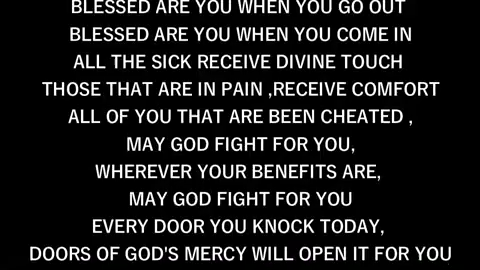 BLESSED ARE YOU WHEN YOU GO OUT
BLESSED ARE YOU WHEN YOU COME IN
ALL THE SICK RECEIVE DIVINE TOUCH
THOSE THAT ARE IN PAIN ,RECEIVE COMFORT
ALL OF YOU THAT ARE BEEN CHEATED ,
MAY GOD FIGHT FOR YOU,
WHEREVER YOUR BENEFITS ARE,
MAY GOD FIGHT FOR YOU
EVERY DOOR YOU KNOCK TODAY,
DOORS OF GOD'S MERCY WILL OPEN IT FOR YOU